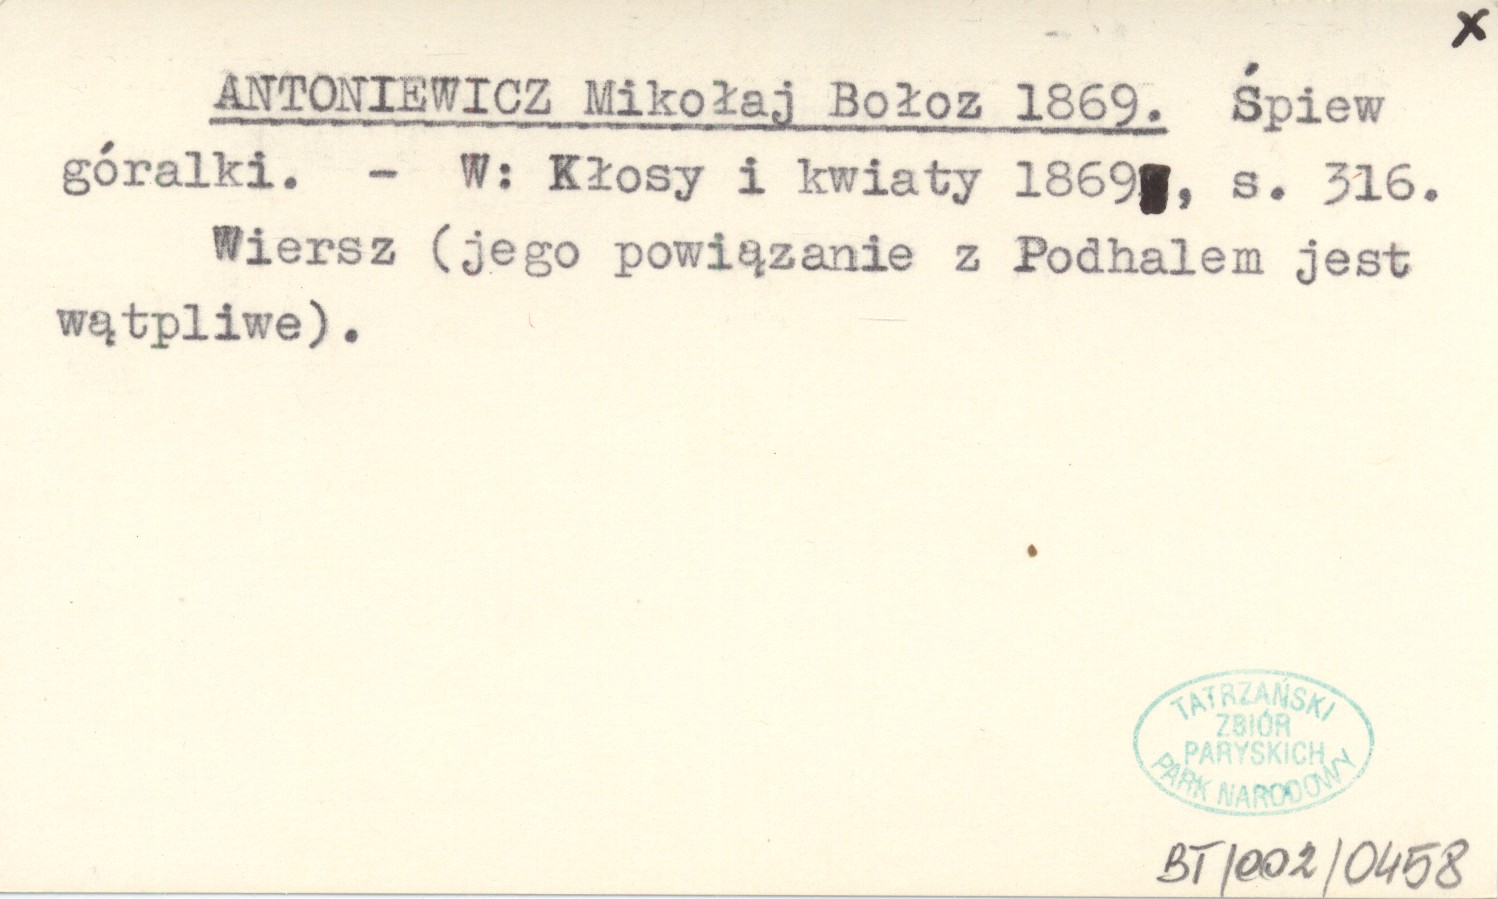 x
ANTONIEWICZ Mikołaj Bołoz 1869. Śpiew
góralki. - W: Kłosy i kwiaty 1869, s. 316.
Wiersz (jego powiązanie z Podhalem jest
wątpliwe).
TATRZAŃSKI
ZBIÓR
PARYSKICH
PARK NARODOWY
BT/002/0458